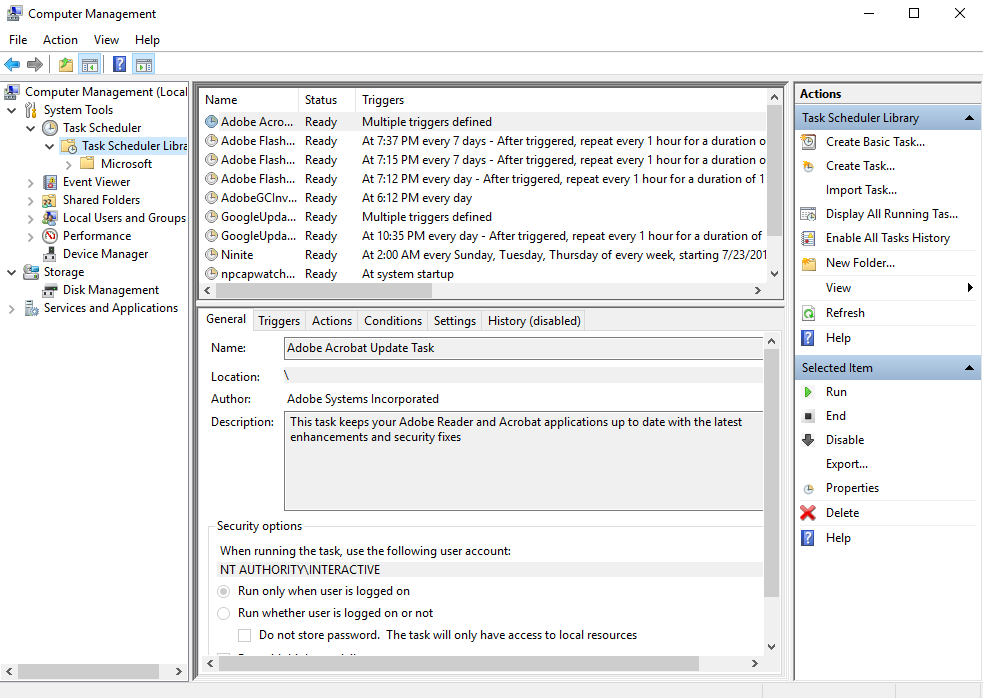 Computer Management
File Action View Help
Computer Management (Local
System Tools
Task Scheduler
Task Scheduler Libra
Microsoft
Event Viewer
Shared Folders
Local Users and Groups
Performance
Device Manager
Storage
Disk Management
Services and Applications
Name Status Triggers
Adobe Acro... Ready Multiple triggers defined
Adobe Flash... Ready At 7:37 PM every 7 days - After triggered, repeat every 1 hour for a duration o
Adobe Flash... Ready At 7:15 PM every 7 days - After triggered, repeat every 1 hour for a duration o
Adobe Flash... Ready At 7:12 PM every day - After triggered, repeat every 1 hour for a duration of 1
AdobeGCInv... Ready At 6:12 PM every day
GoogleUpda... Ready Multiple triggers defined
GoogleUpda... Ready At 10:35 PM every day - After triggered, repeat every 1 hour for a duration of
Ninite Ready At 2:00 AM every Sunday, Tuesday, Thursday of every week, starting 7/23/201
npcapwatch... Ready At system startup
General Triggers Actions Conditions Settings History (disabled)
Name: Adobe Acrobat Update Task
Location: \
Author: Adobe Systems Incorporated
Description: This task keeps your Adobe Reader and Acrobat applications up to date with the latest
enhancements and security fixes
Security options
When running the task, use the following user account:
NT AUTHORITY\INTERACTIVE
Run only when user is logged on
Run whether user is logged on or not
Do not store password. The task will only have access to local resources
Actions
Task Scheduler Library
Create Basic Task...
Create Task...
Import Task...
Display All Running Tas...
Enable All Tasks History
New Folder...
View
Refresh
Help
Selected Item
Run
End
Disable
Export...
Properties
Delete
Help